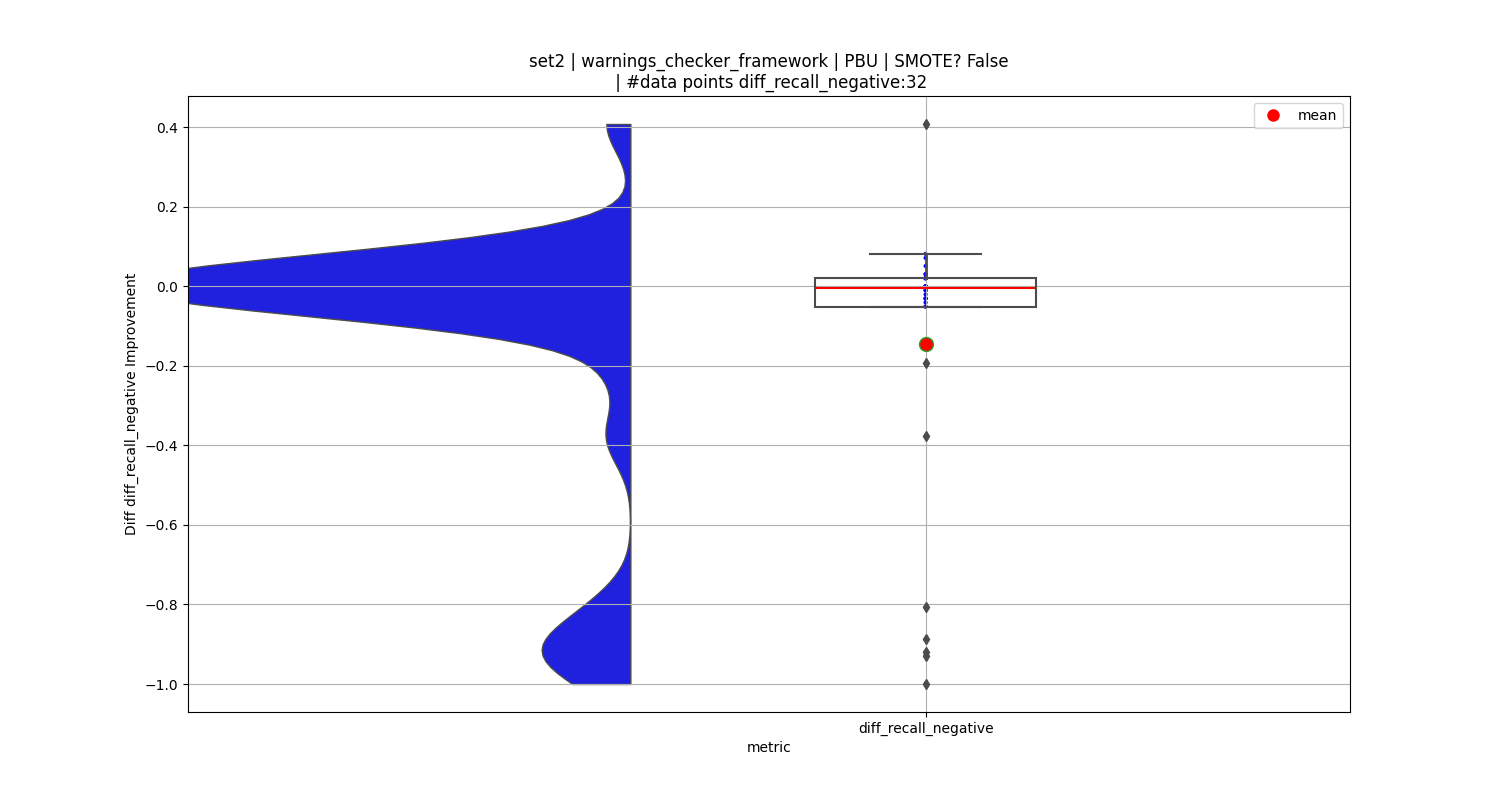 set2 | warnings_checker_framework | PBU | SMOTE? False
| #data points diff_recall_negative:32
mean
0.4
0.2
0.0
−0.2
−0.4
−0.6
−0.8
−1.0
Diff diff_recall_negative Improvement
diff_recall_negative
metric